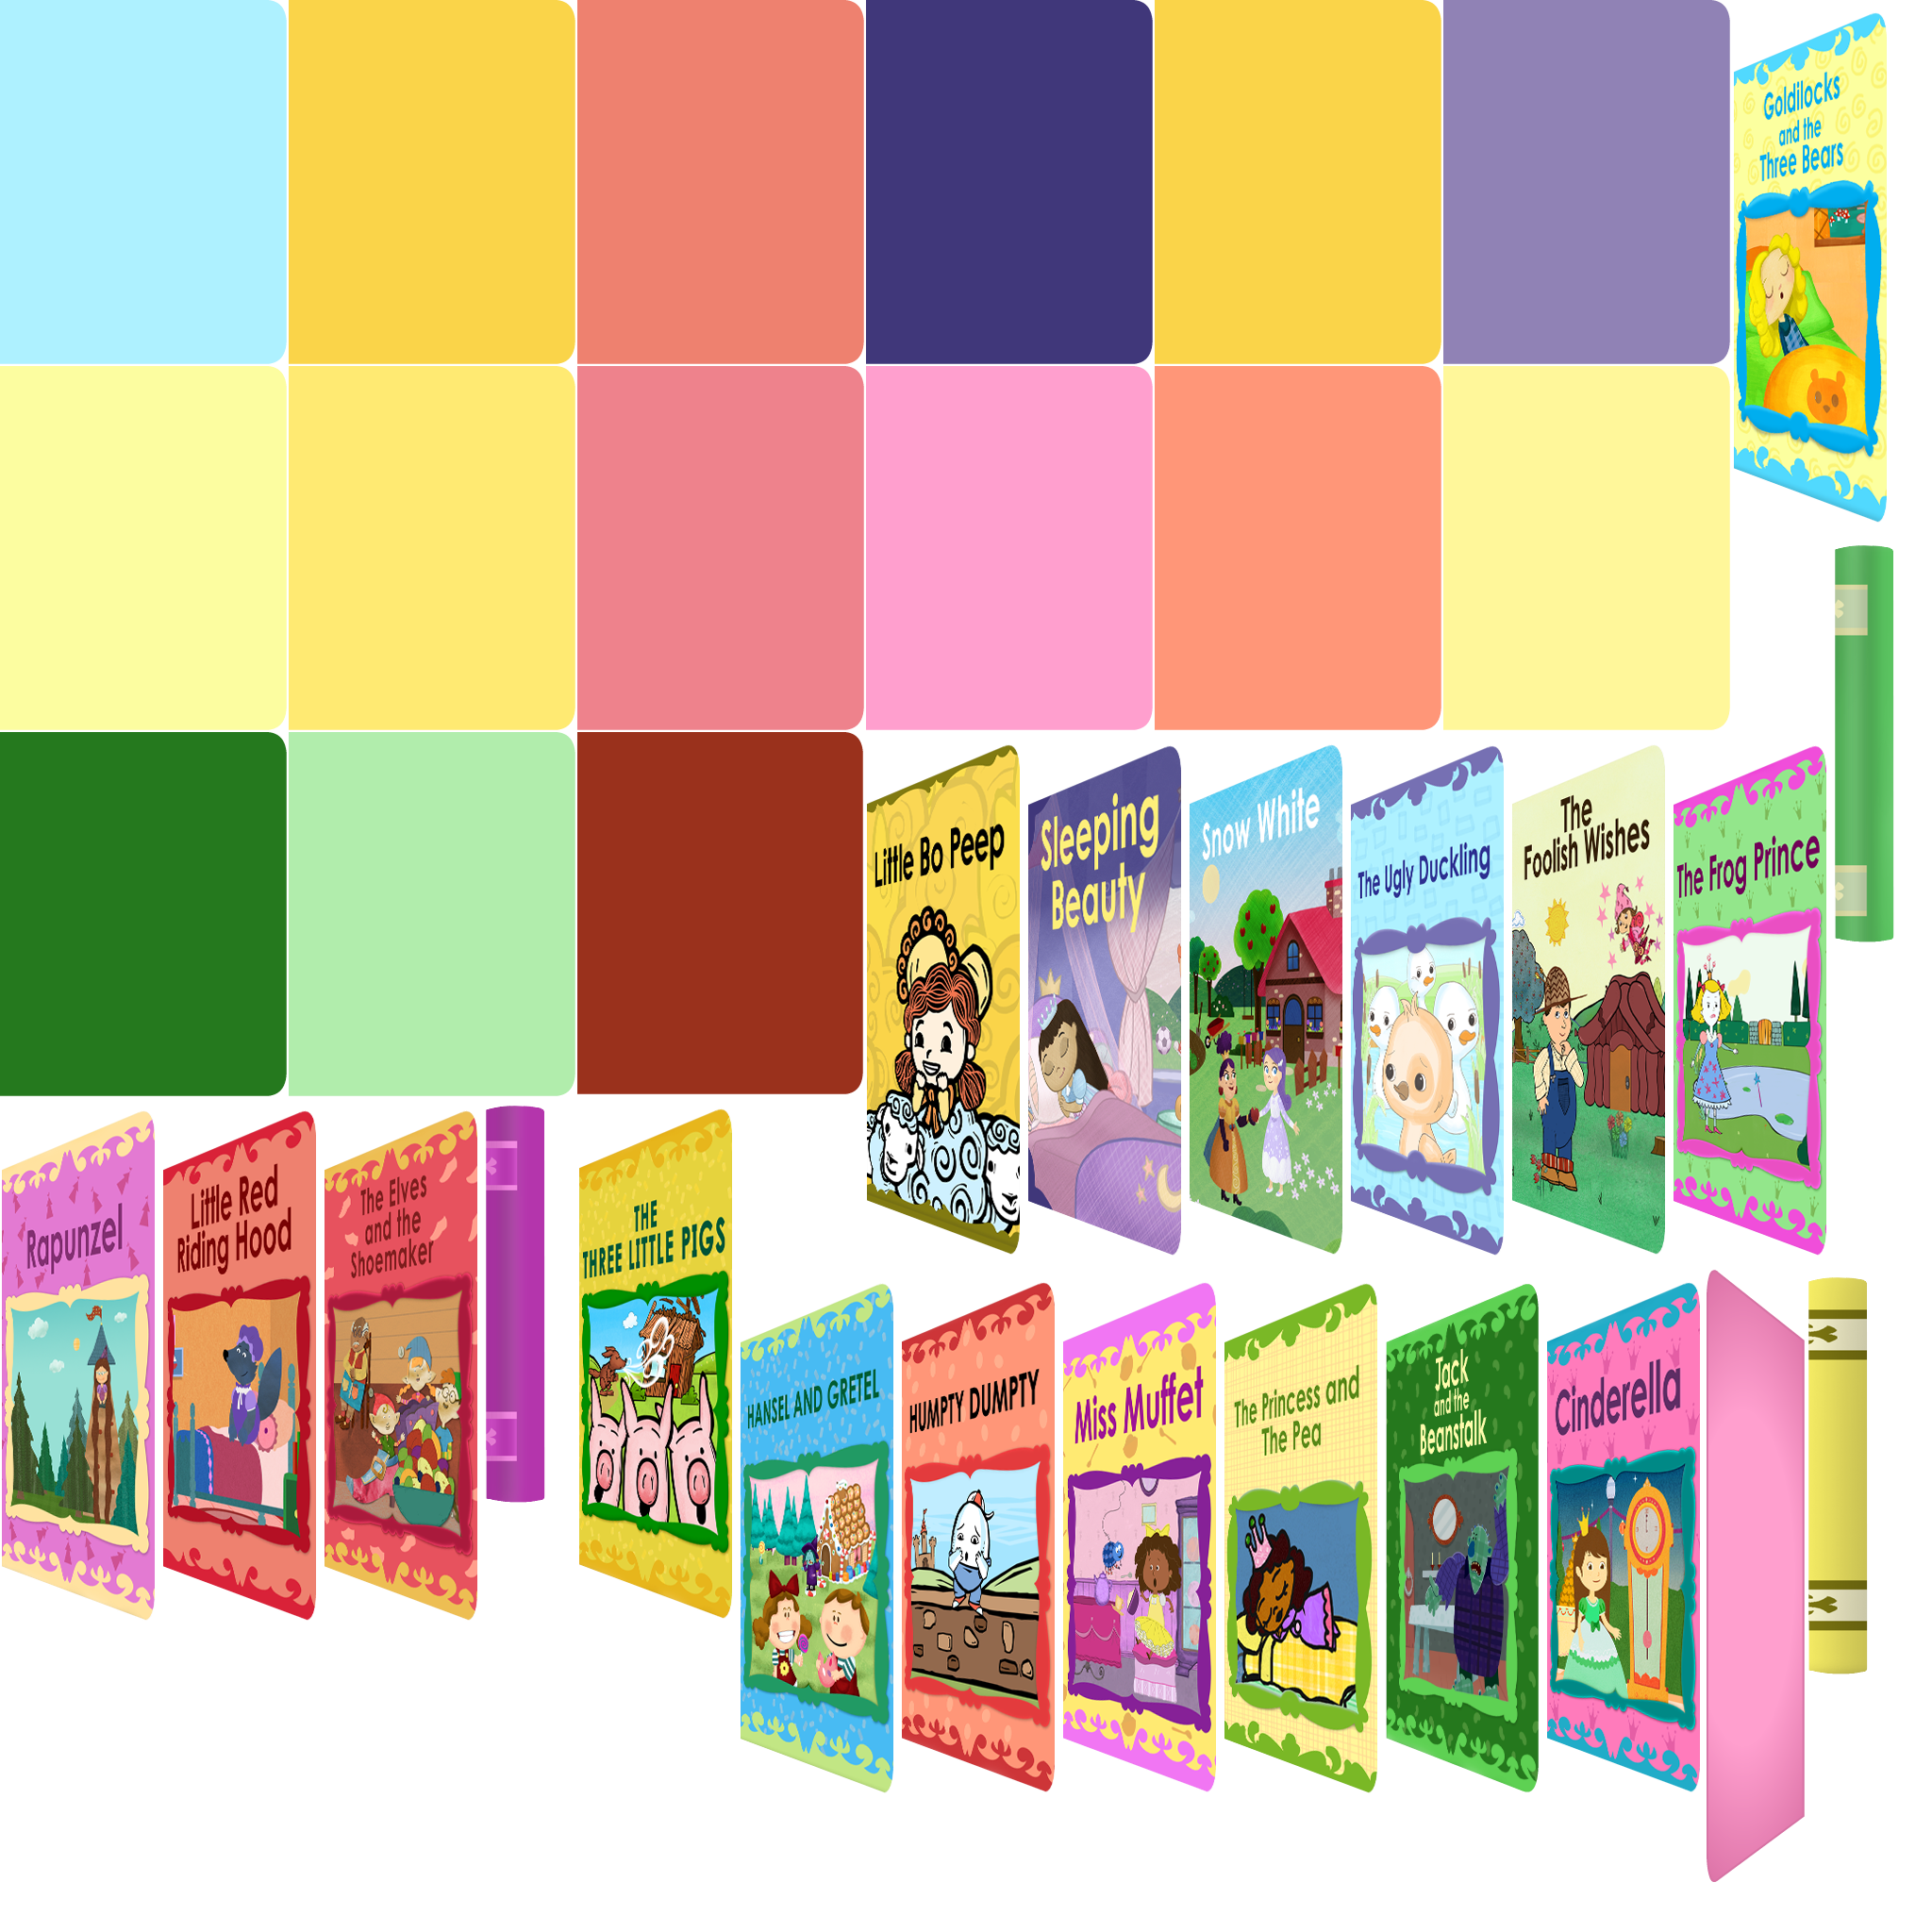 Goldilocks
and the
Three Bears
Little Bo Peep
Sleeping
Beauty
Snow White
The Ugly Duckling
The
Foolish Wishes
The Frog Prince
Rapunzel
Little Red
Riding Hood
The Elves
and the
Shoemaker
THE
THREE LITTLE PIGS
HANSEL AND GRETEL
HUMPTY DUMPTY
Miss Muffet
The Princess and
The Pea
Jack
and the
Beanstalk
Cinderella